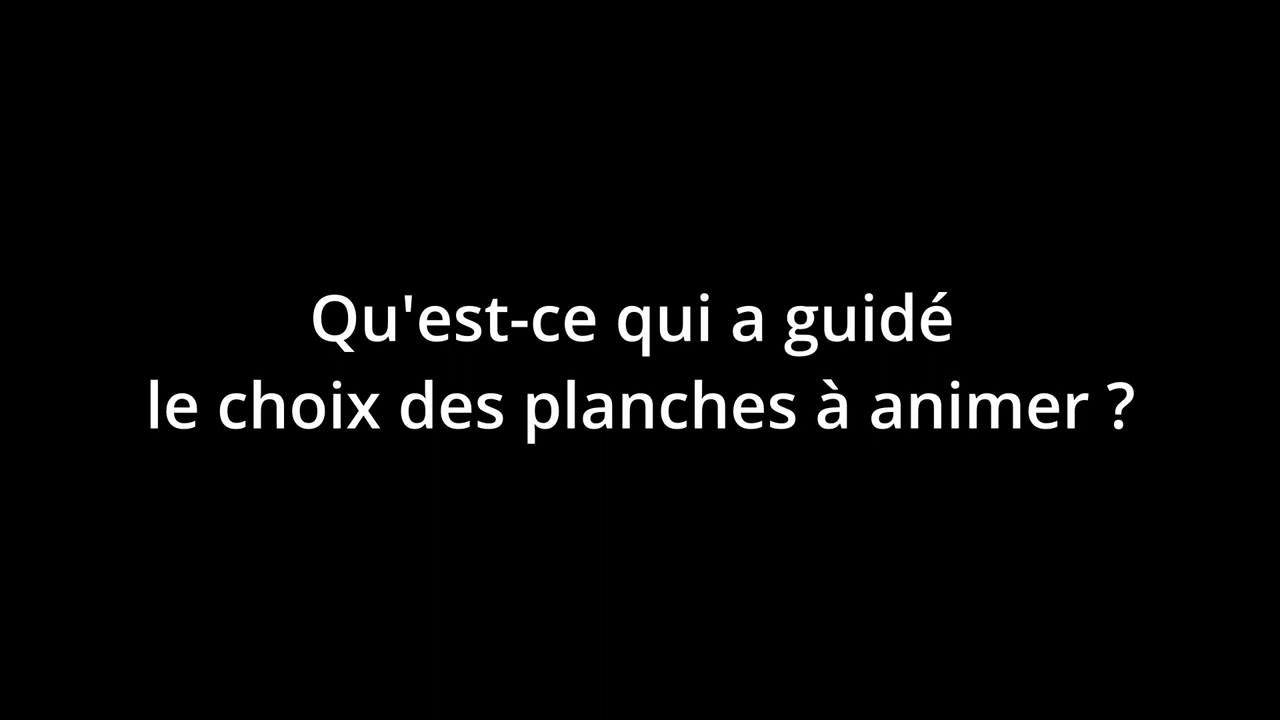 Qu'est-ce qui a guidé
le choix des planches à animer ?